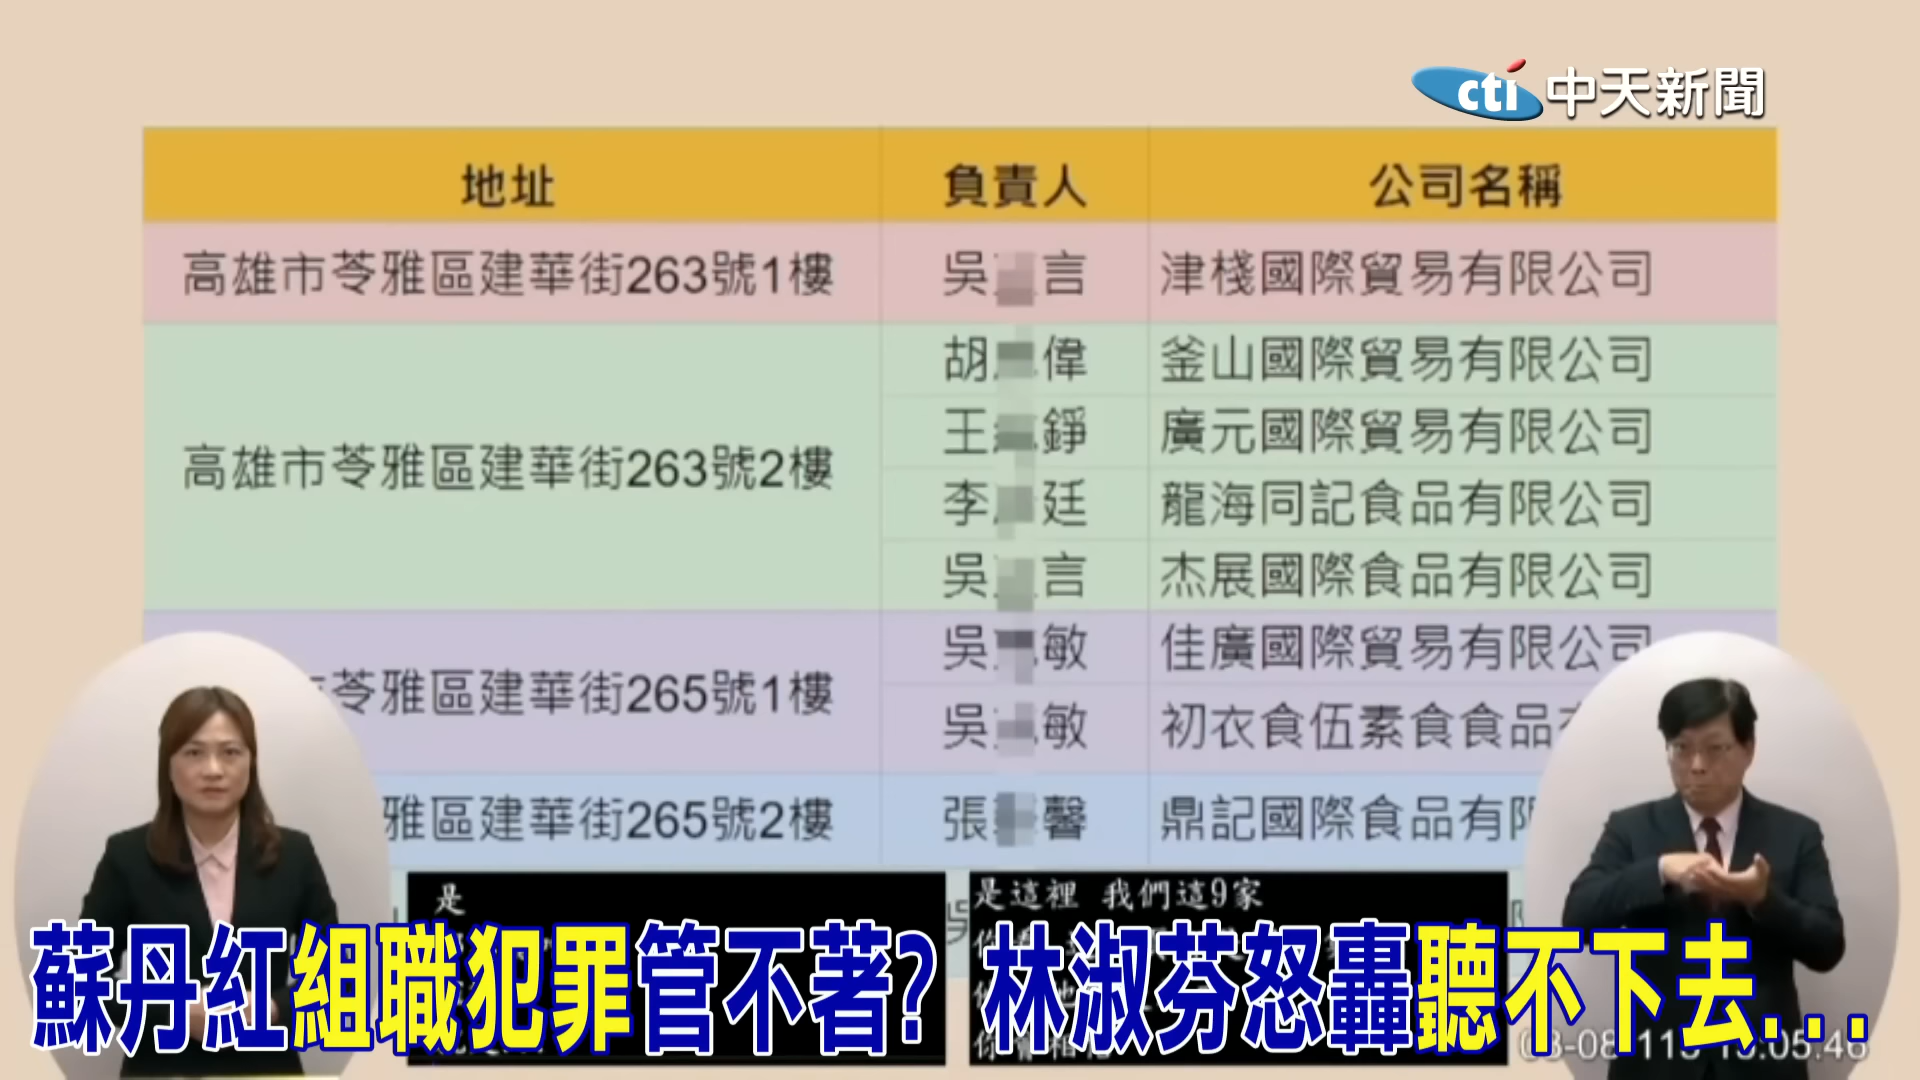 cti 中天新聞
地址 負責人 公司名稱
高雄市苓雅區建華街263號1樓 吳 言 津棧國際貿易有限公司
胡 偉 釜山國際貿易有限公司
王 錚 廣元國際貿易有限公司
高雄市苓雅區建華街263號2樓
李 廷 龍海同記食品有限公司
吳 言 杰展國際食品有限公司
吳 敏 佳廣國際貿易有限公司
苓雅區建華街265號1樓
吳 敏 初衣食伍素食食品
雅區建華街265號2樓 張 馨 鼎記國際食品有
是
是這裡 我們這9家
蘇丹紅組職犯罪管不著? 林淑芬怒轟聽不下去...